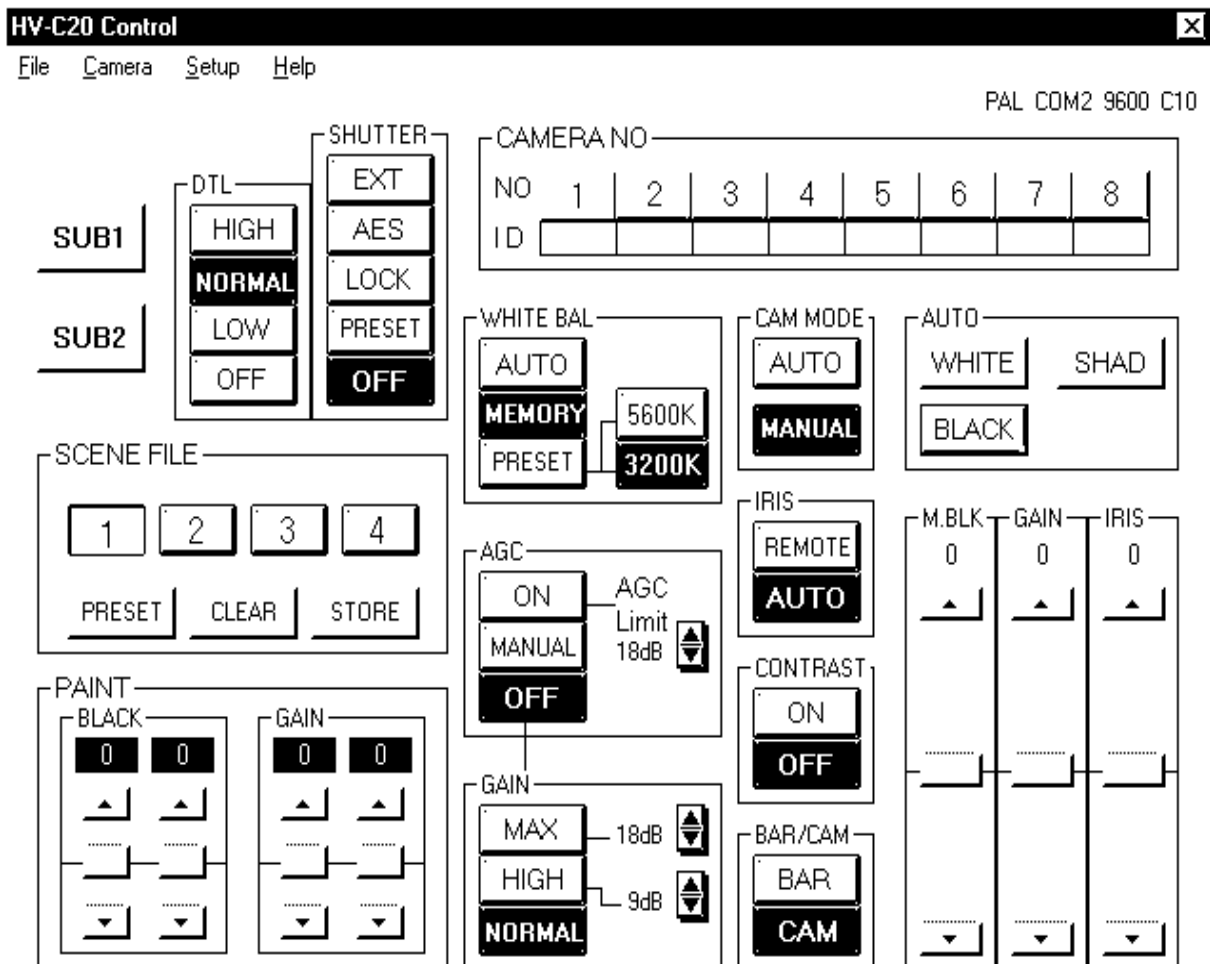 HV-C20 Control
File Camera Setup Help
PAL COM2 9600 C10
SUB1
SUB2
DTL
HIGH
NORMAL
LOW
OFF
SHUTTER
EXT
AES
LOCK
PRESET
OFF
CAMERA NO
NO 1 2 3 4 5 6 7 8
ID
WHITE BAL
AUTO
MEMORY
PRESET
5600K
3200K
CAM MODE
AUTO
MANUAL
AUTO
WHITE SHAD
BLACK
SCENE FILE
1 2 3 4
PRESET CLEAR STORE
AGC
ON
MANUAL
OFF
AGC
Limit
18dB
IRIS
REMOTE
AUTO
CONTRAST
ON
OFF
M.BLK GAIN IRIS
0 0 0
PAINT
BLACK GAIN
0 0 0 0
GAIN
MAX 18dB
HIGH 9dB
NORMAL
BAR/CAM
BAR
CAM